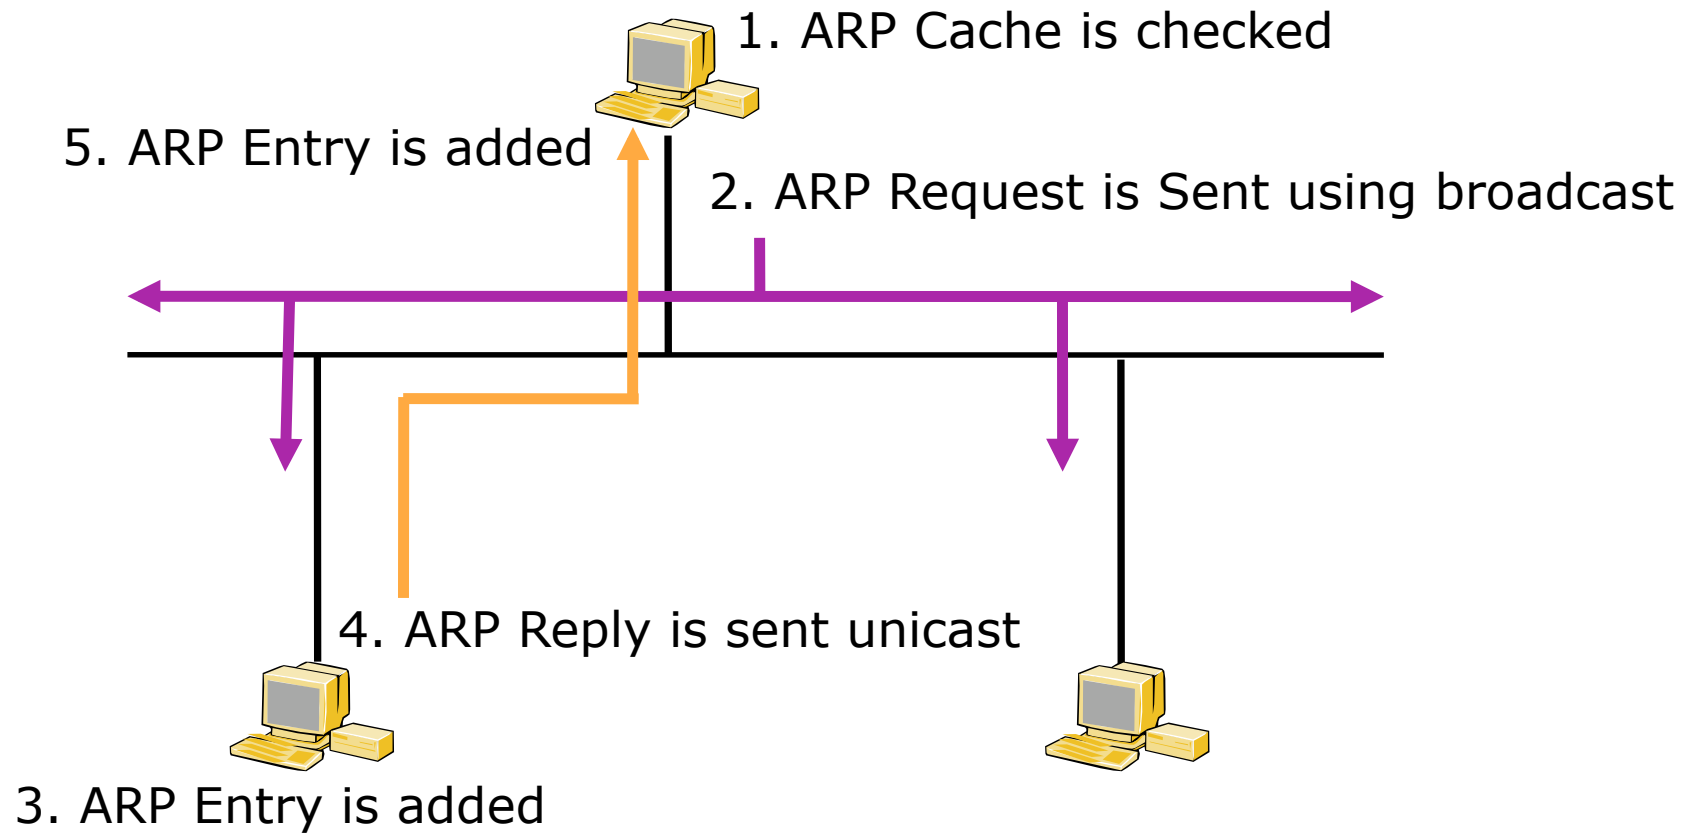 1. ARP Cache is checked
5. ARP Entry is added
2. ARP Request is Sent using broadcast
4. ARP Reply is sent unicast
3. ARP Entry is added